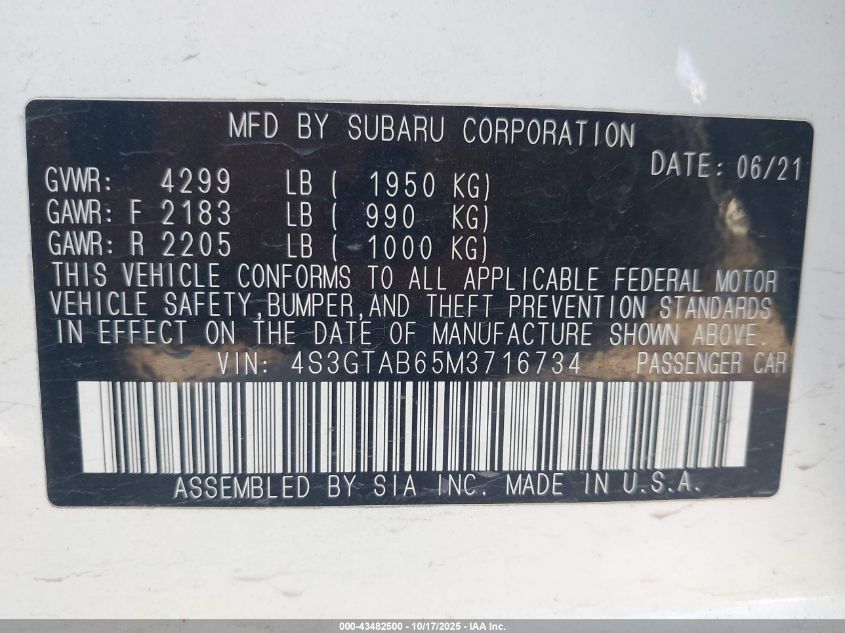 MFD BY SUBARU CORPORATION
DATE: 06/21
GVWR: 4299 LB ( 1950 KG)
GAWR: F 2183 LB ( 990 KG)
GAWR: R 2205 LB ( 1000 KG)
THIS VEHICLE CONFORMS TO ALL APPLICABLE FEDERAL MOTOR
VEHICLE SAFETY,BUMPER,AND THEFT PREVENTION STANDARDS
IN EFFECT ON THE DATE OF MANUFACTURE SHOWN ABOVE.
VIN: 4S3GTAB65M3716734 PASSENGER CAR
ASSEMBLED BY SIA INC. MADE IN U.S.A.
000-43482500 - 10/17/2025 - IAA Inc.